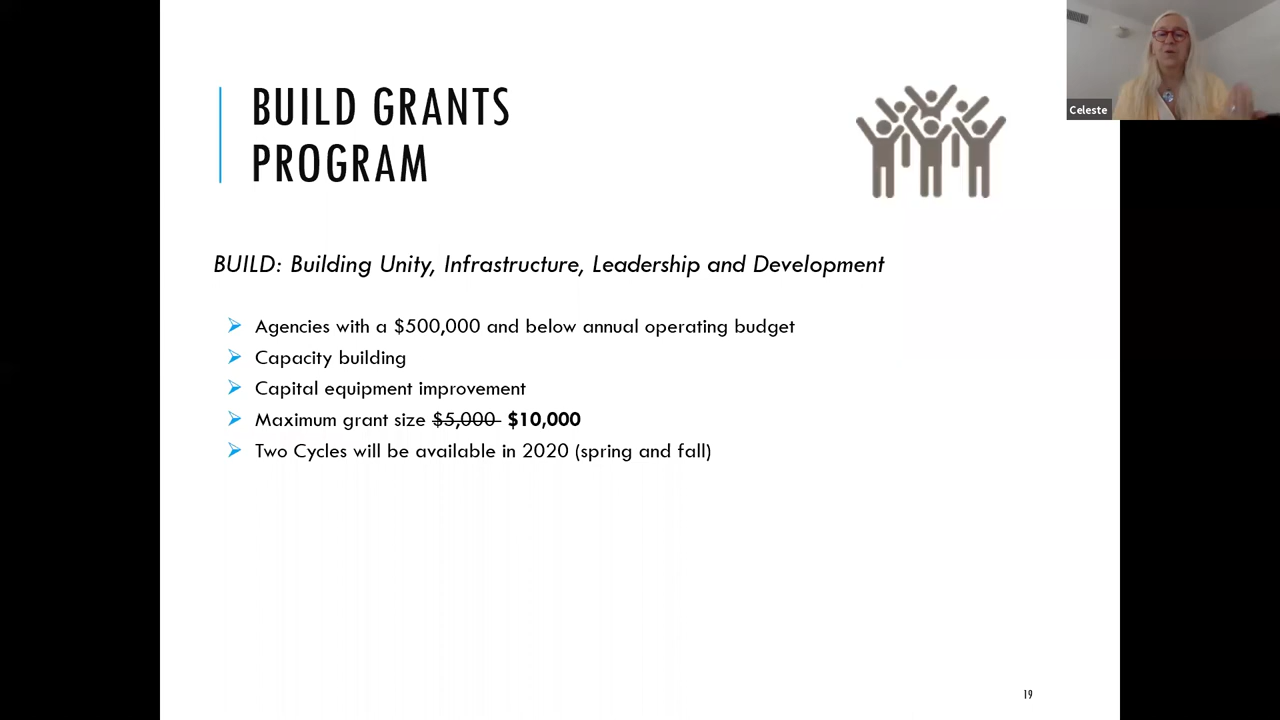 BUILD GRANTS
PROGRAM
Celeste
BUILD: Building Unity, Infrastructure, Leadership and Development
Agencies with a $500,000 and below annual operating budget
Capacity building
Capital equipment improvement
Maximum grant size $5,000 $10,000
Two Cycles will be available in 2020 (spring and fall)
19